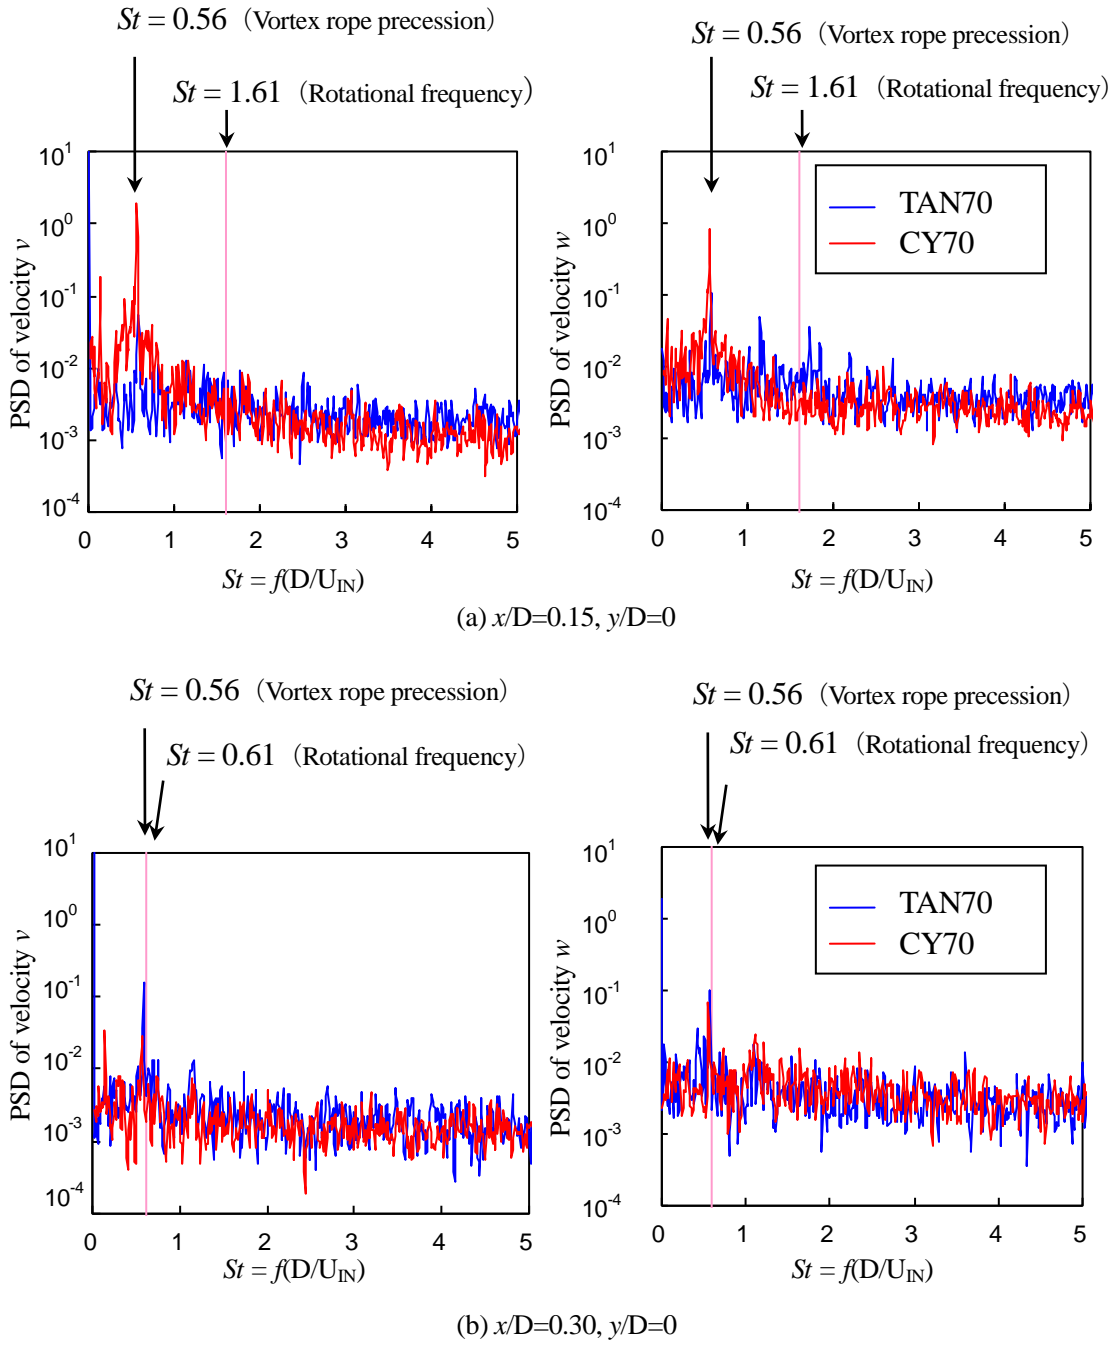 St = 0.56 (Vortex rope precession)
St = 1.61 (Rotational frequency)
St = 0.56 (Vortex rope precession)
St = 1.61 (Rotational frequency)
PSD of velocity v
10^1
10^0
10^-1
10^-2
10^-3
10^-4
0 1 2 3 4 5
St = f(D/U_IN)
PSD of velocity w
10^1
10^0
10^-1
10^-2
10^-3
10^-4
TAN70
CY70
0 1 2 3 4 5
St = f(D/U_IN)
(a) x/D=0.15, y/D=0
St = 0.56 (Vortex rope precession)
St = 0.61 (Rotational frequency)
St = 0.56 (Vortex rope precession)
St = 0.61 (Rotational frequency)
PSD of velocity v
10^1
10^0
10^-1
10^-2
10^-3
10^-4
0 1 2 3 4 5
St = f(D/U_IN)
PSD of velocity w
10^1
10^0
10^-1
10^-2
10^-3
10^-4
TAN70
CY70
0 1 2 3 4 5
St = f(D/U_IN)
(b) x/D=0.30, y/D=0